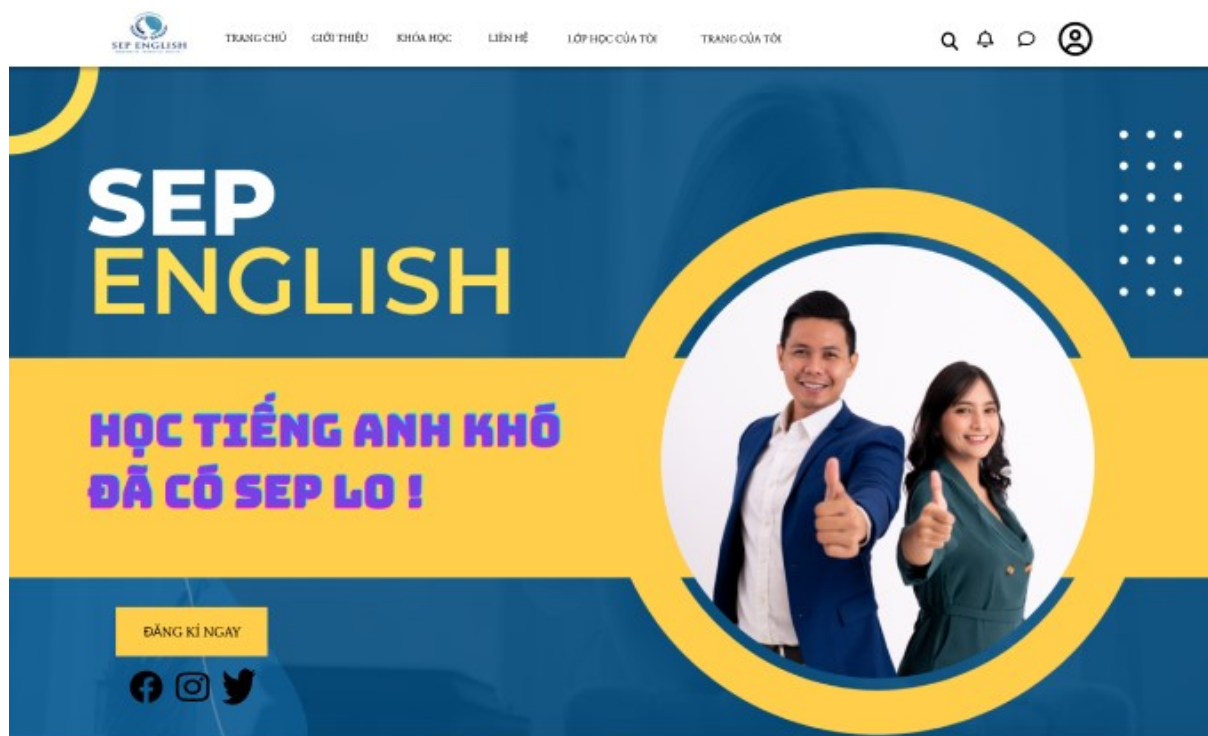 SEP ENGLISH
TRANG CHỦ
GIỚI THIỆU
KHÓA HỌC
LIÊN HỆ
LỚP HỌC CỦA TÔI
TRANG CỦA TÔI
SEP
ENGLISH
HỌC TIẾNG ANH KHÓ
ĐÃ CÓ SEP LO !
ĐĂNG KÍ NGAY